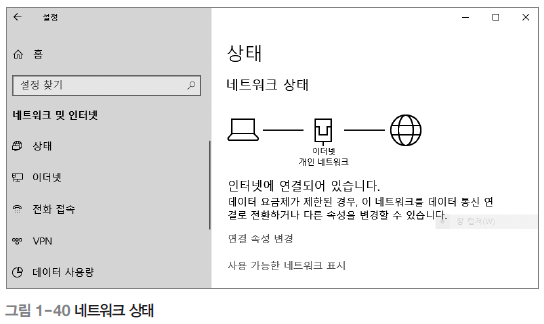 설정
홈
설정 찾기
네트워크 및 인터넷
상태
이더넷
전화 접속
VPN
데이터 사용량
상태
네트워크 상태
이더넷
개인 네트워크
인터넷에 연결되어 있습니다.
데이터 요금제가 제한된 경우, 이 네트워크를 데이터 통신 연
결로 전환하거나 다른 속성을 변경할 수 있습니다.
연결 속성 변경
사용 가능한 네트워크 표시
그림 1-40 네트워크 상태